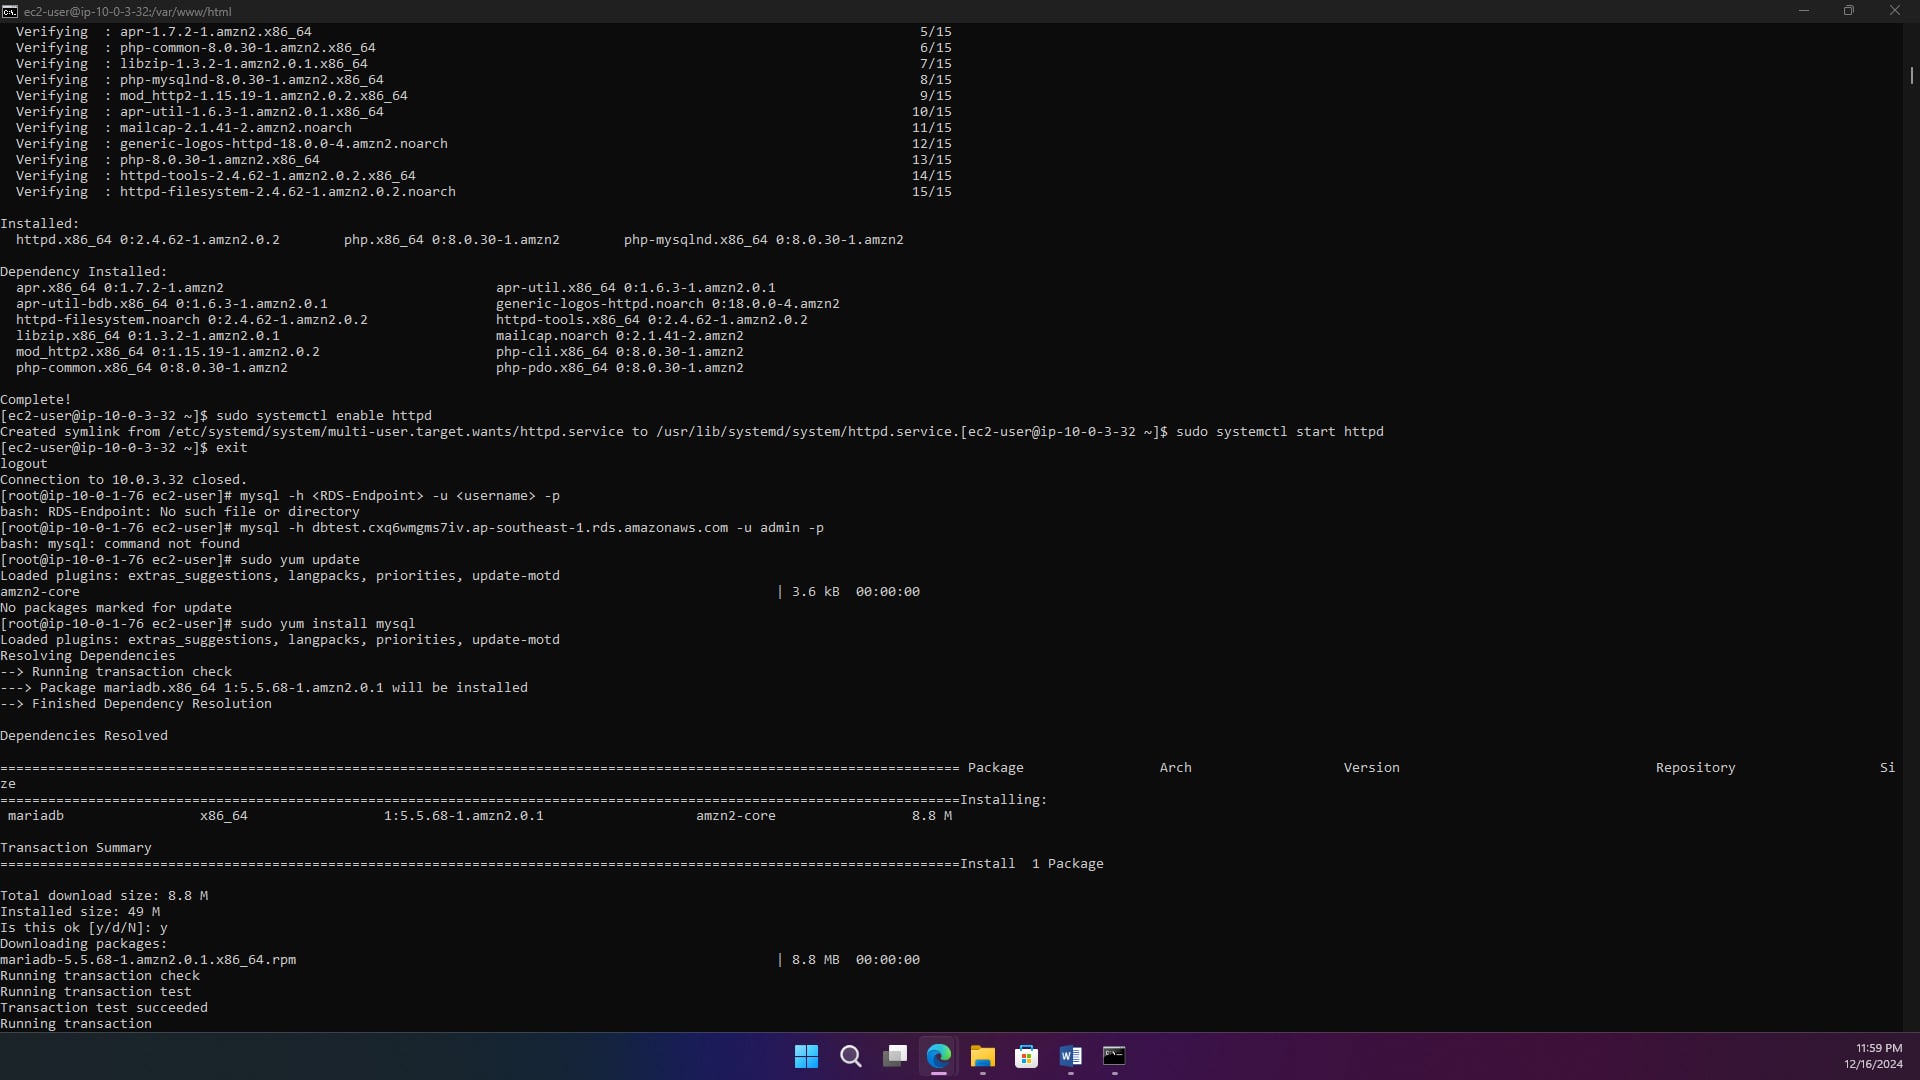 ec2-user@ip-10-0-3-32:/var/www/html
Verifying : apr-1.7.2-1.amzn2.x86_64 5/15
Verifying : php-common-8.0.30-1.amzn2.x86_64 6/15
Verifying : libzip-1.3.2-1.amzn2.0.1.x86_64 7/15
Verifying : php-mysqlnd-8.0.30-1.amzn2.x86_64 8/15
Verifying : mod_http2-1.15.19-1.amzn2.0.2.x86_64 9/15
Verifying : apr-util-1.6.3-1.amzn2.0.1.x86_64 10/15
Verifying : mailcap-2.1.41-2.amzn2.noarch 11/15
Verifying : generic-logos-httpd-18.0.0-4.amzn2.noarch 12/15
Verifying : php-8.0.30-1.amzn2.x86_64 13/15
Verifying : httpd-tools-2.4.62-1.amzn2.0.2.x86_64 14/15
Verifying : httpd-filesystem-2.4.62-1.amzn2.0.2.noarch 15/15
Installed:
httpd.x86_64 0:2.4.62-1.amzn2.0.2 php.x86_64 0:8.0.30-1.amzn2 php-mysqlnd.x86_64 0:8.0.30-1.amzn2
Dependency Installed:
apr.x86_64 0:1.7.2-1.amzn2 apr-util.x86_64 0:1.6.3-1.amzn2.0.1
apr-util-bdb.x86_64 0:1.6.3-1.amzn2.0.1 generic-logos-httpd.noarch 0:18.0.0-4.amzn2
httpd-filesystem.noarch 0:2.4.62-1.amzn2.0.2 httpd-tools.x86_64 0:2.4.62-1.amzn2.0.2
libzip.x86_64 0:1.3.2-1.amzn2.0.1 mailcap.noarch 0:2.1.41-2.amzn2
mod_http2.x86_64 0:1.15.19-1.amzn2.0.2 php-cli.x86_64 0:8.0.30-1.amzn2
php-common.x86_64 0:8.0.30-1.amzn2 php-pdo.x86_64 0:8.0.30-1.amzn2
Complete!
[ec2-user@ip-10-0-3-32 ~]$ sudo systemctl enable httpd
Created symlink from /etc/systemd/system/multi-user.target.wants/httpd.service to /usr/lib/systemd/system/httpd.service.[ec2-user@ip-10-0-3-32 ~]$ sudo systemctl start httpd
[ec2-user@ip-10-0-3-32 ~]$ exit
logout
Connection to 10.0.3.32 closed.
[root@ip-10-0-1-76 ec2-user]# mysql -h <RDS-Endpoint> -u <username> -p
bash: RDS-Endpoint: No such file or directory
[root@ip-10-0-1-76 ec2-user]# mysql -h dbtest.cxq6wmgms7iv.ap-southeast-1.rds.amazonaws.com -u admin -p
bash: mysql: command not found
[root@ip-10-0-1-76 ec2-user]# sudo yum update
Loaded plugins: extras_suggestions, langpacks, priorities, update-motd
amzn2-core | 3.6 kB 00:00:00
No packages marked for update
[root@ip-10-0-1-76 ec2-user]# sudo yum install mysql
Loaded plugins: extras_suggestions, langpacks, priorities, update-motd
Resolving Dependencies
--> Running transaction check
---> Package mariadb.x86_64 1:5.5.68-1.amzn2.0.1 will be installed
--> Finished Dependency Resolution
Dependencies Resolved
======================================================================================================================== Package Arch Version Repository Si
ze
========================================================================================================================Installing:
mariadb x86_64 1:5.5.68-1.amzn2.0.1 amzn2-core 8.8 M
Transaction Summary
========================================================================================================================Install 1 Package
Total download size: 8.8 M
Installed size: 49 M
Is this ok [y/d/N]: y
Downloading packages:
mariadb-5.5.68-1.amzn2.0.1.x86_64.rpm | 8.8 MB 00:00:00
Running transaction check
Running transaction test
Transaction test succeeded
Running transaction
11:59 PM
12/16/2024